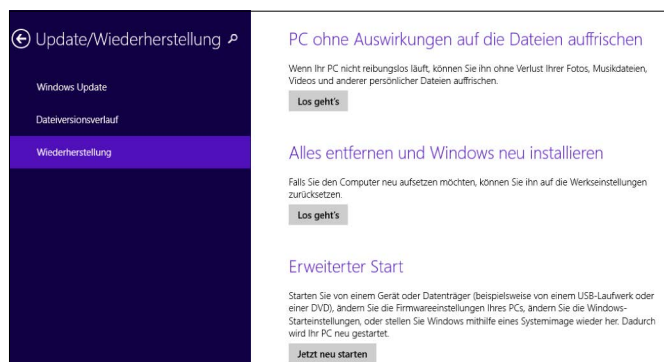 Update/Wiederherstellung
Windows Update
Dateiversionsverlauf
Wiederherstellung
PC ohne Auswirkungen auf die Dateien auffrischen
Wenn Ihr PC nicht reibungslos läuft, können Sie ihn ohne Verlust Ihrer Fotos, Musikdateien,
Videos und anderer persönlicher Dateien auffrischen.
Los geht's
Alles entfernen und Windows neu installieren
Falls Sie den Computer neu aufsetzen möchten, können Sie ihn auf die Werkseinstellungen
zurücksetzen.
Los geht's
Erweiterter Start
Starten Sie von einem Gerät oder Datenträger (beispielsweise von einem USB-Laufwerk oder
einer DVD), ändern Sie die Firmwareeinstellungen Ihres PCs, ändern Sie die Windows-
Starteinstellungen, oder stellen Sie Windows mithilfe eines Systemimage wieder her. Dadurch
wird Ihr PC neu gestartet.
Jetzt neu starten